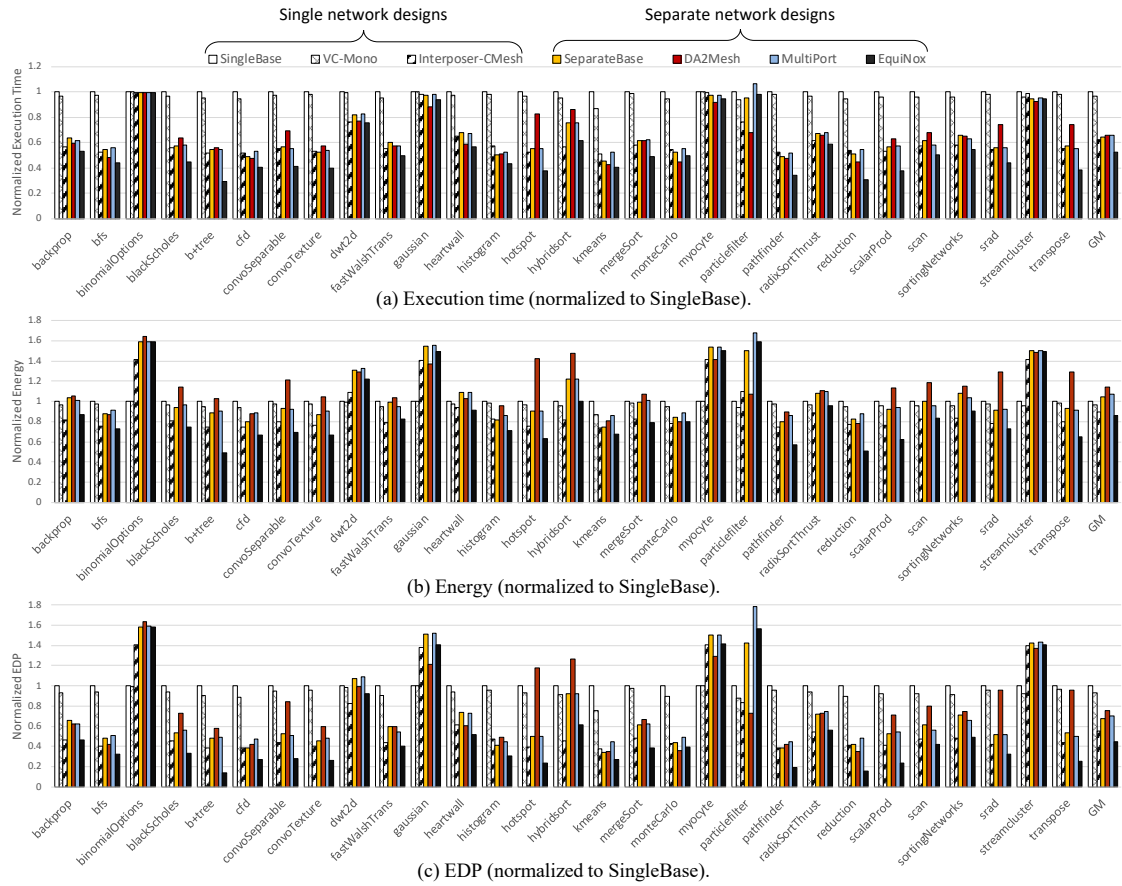 Single network designs Separate network designs
SingleBase VC-Mono Interposer-CMesh SeparateBase DA2Mesh MultiPort EquiNox
Normalized Execution Time
1.2
1
0.8
0.6
0.4
0.2
0
backprop
bfs
binomialOptions
blackScholes
b+tree
cfd
convoSeparable
convoTexture
dwt2d
fastWalshTrans
gaussian
heartwall
histogram
hotspot
hybridsort
kmeans
mergeSort
monteCarlo
myocyte
particlefilter
pathfinder
radixSortThrust
reduction
scalarProd
scan
sortingNetworks
srad
streamcluster
transpose
GM
(a) Execution time (normalized to SingleBase).
Normalized Energy
1.8
1.6
1.4
1.2
1
0.8
0.6
0.4
0.2
0
backprop
bfs
binomialOptions
blackScholes
b+tree
cfd
convoSeparable
convoTexture
dwt2d
fastWalshTrans
gaussian
heartwall
histogram
hotspot
hybridsort
kmeans
mergeSort
monteCarlo
myocyte
particlefilter
pathfinder
radixSortThrust
reduction
scalarProd
scan
sortingNetworks
srad
streamcluster
transpose
GM
(b) Energy (normalized to SingleBase).
Normalized EDP
1.8
1.6
1.4
1.2
1
0.8
0.6
0.4
0.2
0
backprop
bfs
binomialOptions
blackScholes
b+tree
cfd
convoSeparable
convoTexture
dwt2d
fastWalshTrans
gaussian
heartwall
histogram
hotspot
hybridsort
kmeans
mergeSort
monteCarlo
myocyte
particlefilter
pathfinder
radixSortThrust
reduction
scalarProd
scan
sortingNetworks
srad
streamcluster
transpose
GM
(c) EDP (normalized to SingleBase).